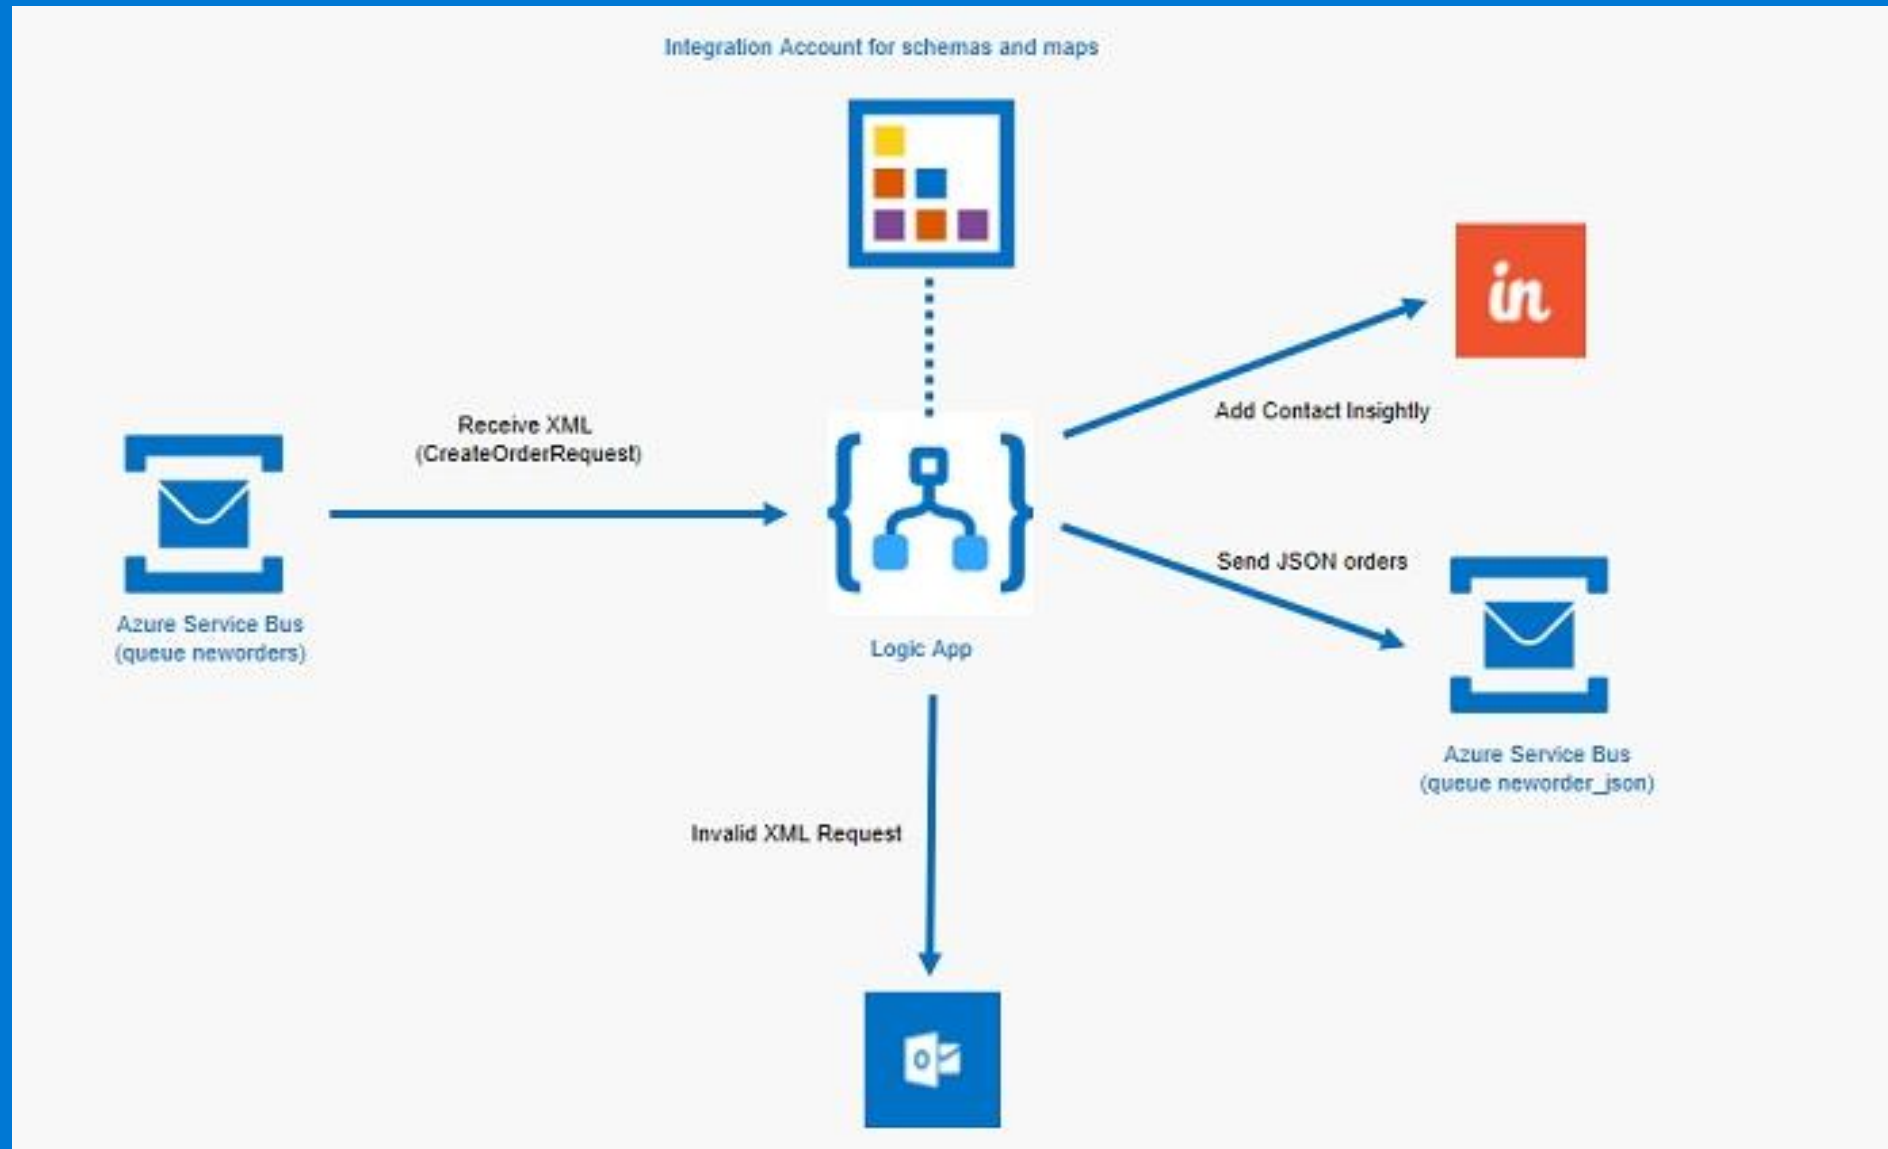 Integration Account for schemas and maps
in
Receive XML
(CreateOrderRequest)
Add Contact Insightly
Send JSON orders
Azure Service Bus
(queue neworders)
Logic App
Azure Service Bus
(queue neworder_json)
Invalid XML Request
o